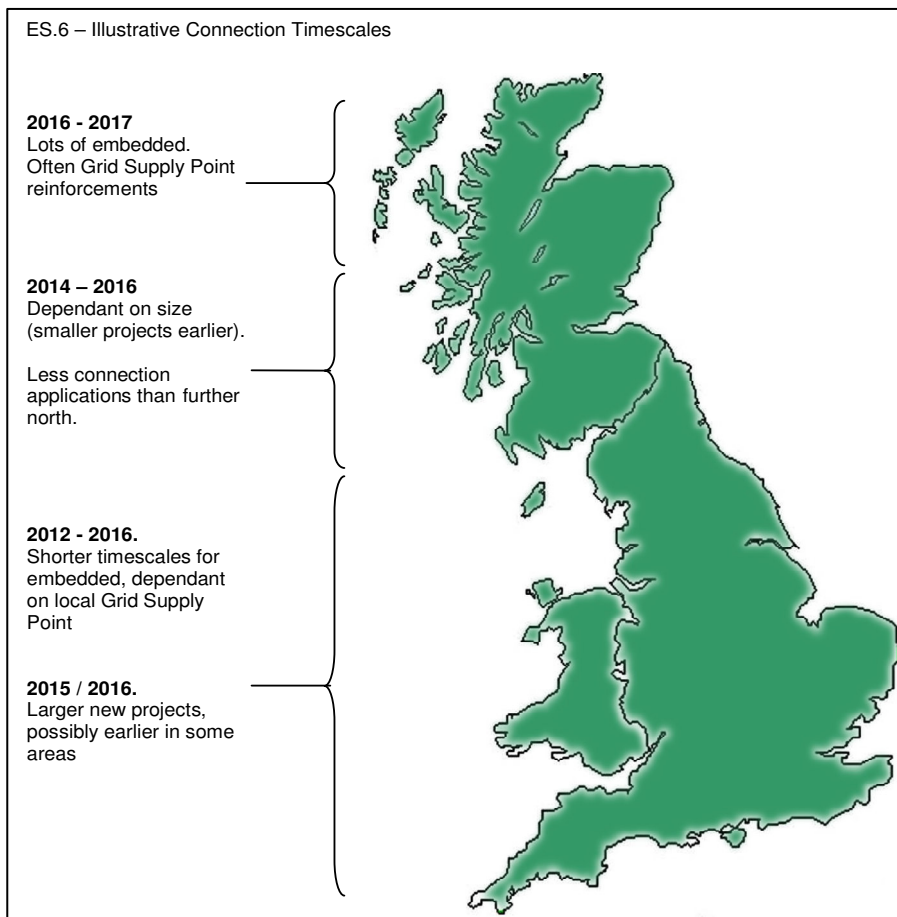 ES.6 – Illustrative Connection Timescales
2016 - 2017
Lots of embedded.
Often Grid Supply Point
reinforcements
2014 – 2016
Dependant on size
(smaller projects earlier).
Less connection
applications than further
north.
2012 - 2016.
Shorter timescales for
embedded, dependant
on local Grid Supply
Point
2015 / 2016.
Larger new projects,
possibly earlier in some
areas